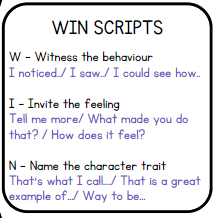 WIN SCRIPTS
W - Witness the behaviour
I noticed../ I saw../ I could see how..
I - Invite the feeling
Tell me more/ What made you do
that? / How does it feel?
N - Name the character trait
That's what I call..../ That is a great
example of.../ Way to be...